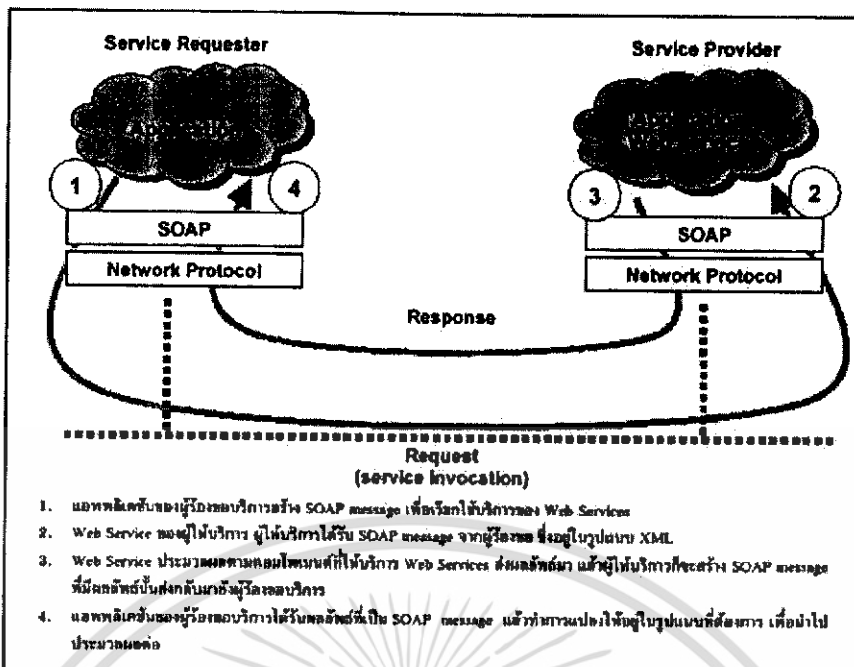 Service Requester
Service Provider
Application
1
4
3
2
SOAP
SOAP
Network Protocol
Network Protocol
Response
Request
(service invocation)
1. แอพพลิเคชันของผู้ร้องขอบริการสร้าง SOAP message เพื่อเรียกใช้บริการของ Web Services
2. Web Service ของผู้ให้บริการ ผู้ให้บริการได้รับ SOAP message จากผู้ร้องขอ ซึ่งอยู่ในรูปแบบ XML
3. Web Service ประมวลผลตามคอมโพเนนต์ที่ให้บริการ Web Services ส่งผลลัพธ์มา แล้วผู้ให้บริการก็จะสร้าง SOAP message
ที่มีผลลัพธ์นั้นส่งกลับมายังผู้ร้องขอบริการ
4. แอพพลิเคชันของผู้ร้องขอบริการได้รับผลลัพธ์ที่เป็น SOAP message แล้วทำการแปลงให้อยู่ในรูปแบบที่ต้องการ เพื่อนำไป
ประมวลผลต่อ